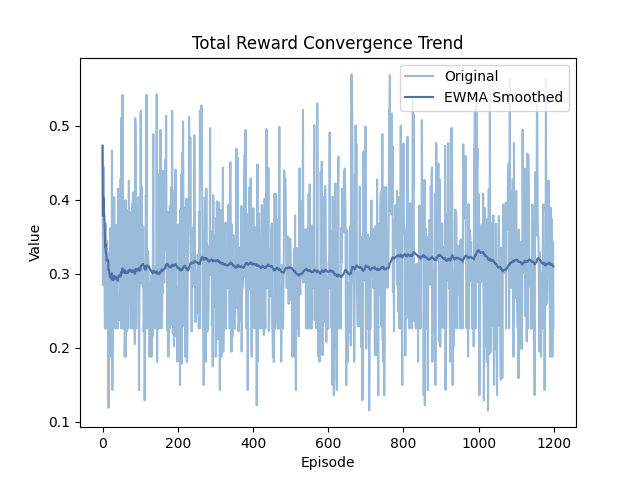 Total Reward Convergence Trend
Original
EWMA Smoothed
Value
0.5
0.4
0.3
0.2
0.1
0 200 400 600 800 1000 1200
Episode